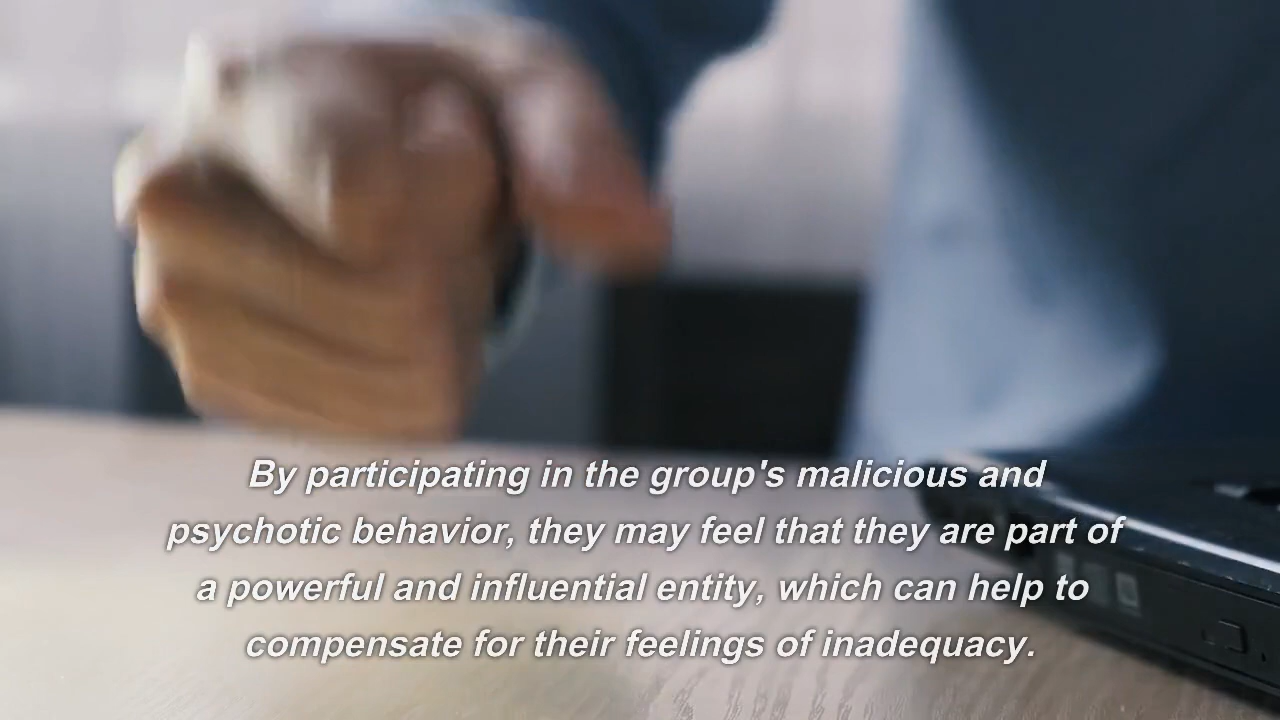 By participating in the group's malicious and
psychotic behavior, they may feel that they are part of
a powerful and influential entity, which can help to
compensate for their feelings of inadequacy.